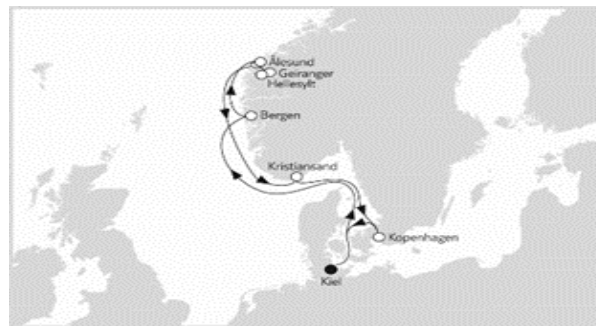 Ålesund
Geiranger
Hellesylt
Bergen
Kristiansand
Kopenhagen
Kiel